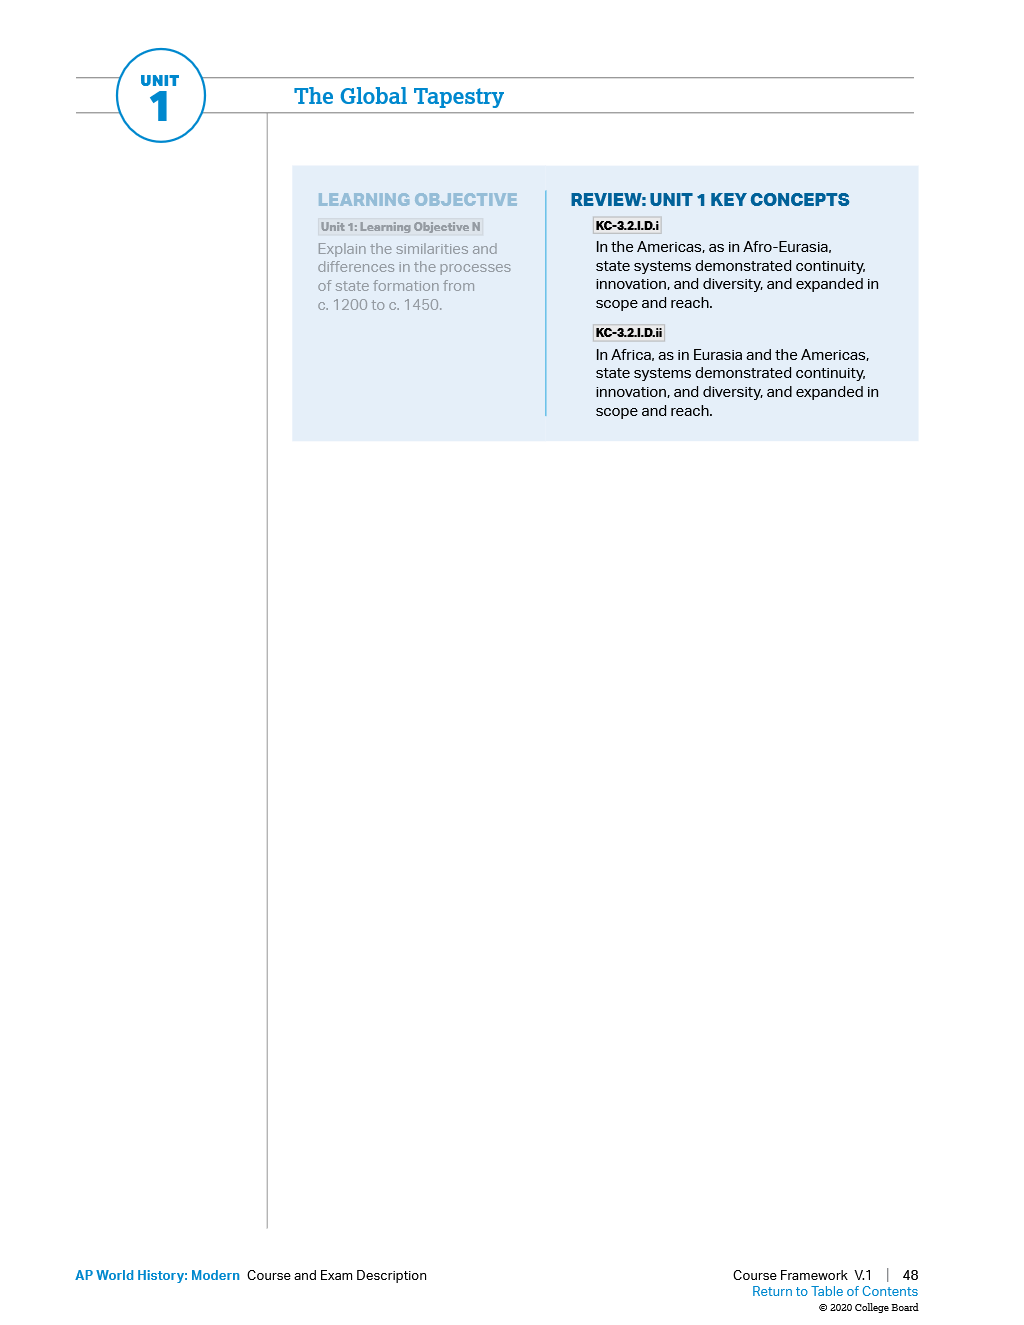 UNIT
1
The Global Tapestry
LEARNING OBJECTIVE
Unit 1: Learning Objective N
Explain the similarities and
differences in the processes
of state formation from
c. 1200 to c. 1450.
REVIEW: UNIT 1 KEY CONCEPTS
KC-3.2.I.D.i
In the Americas, as in Afro-Eurasia,
state systems demonstrated continuity,
innovation, and diversity, and expanded in
scope and reach.
KC-3.2.I.D.ii
In Africa, as in Eurasia and the Americas,
state systems demonstrated continuity,
innovation, and diversity, and expanded in
scope and reach.
AP World History: Modern Course and Exam Description
Course Framework V.1 | 48
Return to Table of Contents
© 2020 College Board